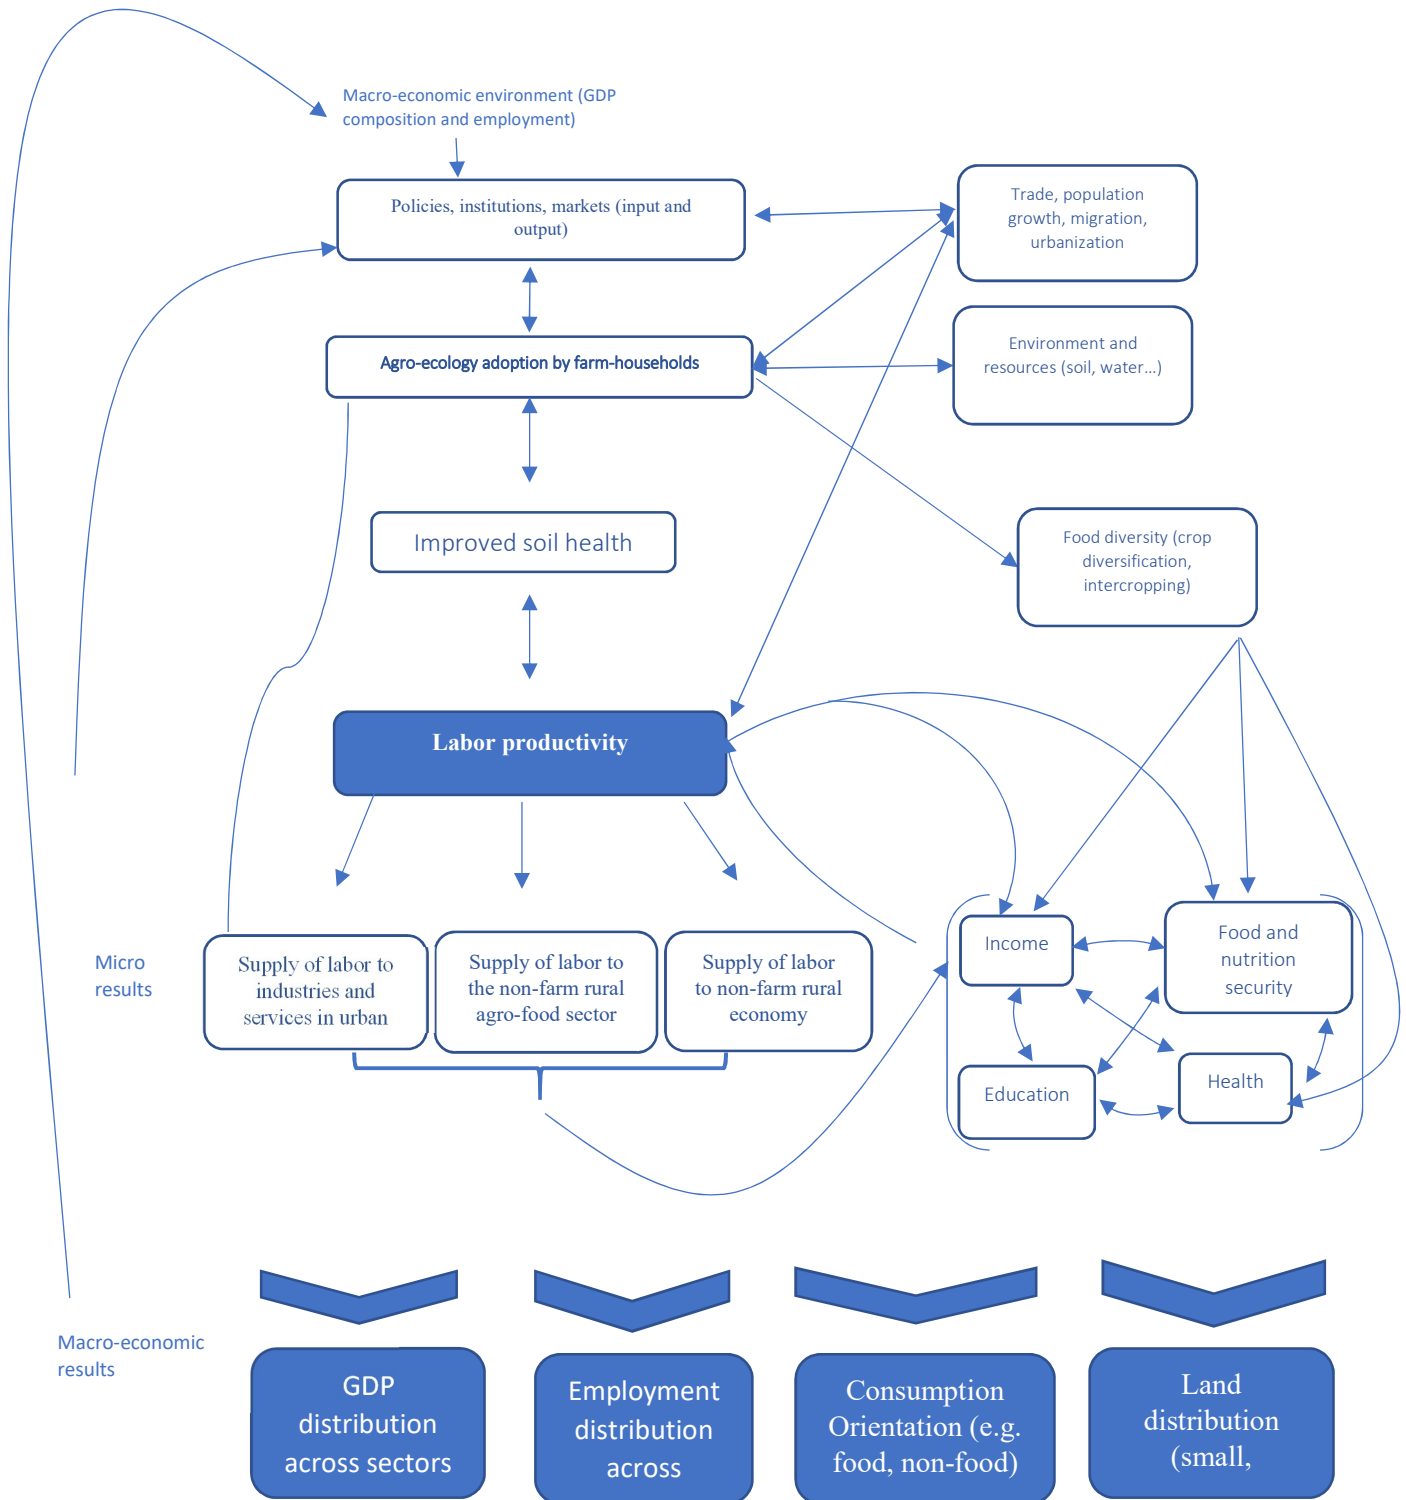 Macro-economic environment (GDP
composition and employment)
Policies, institutions, markets (input and
output)
Trade, population
growth, migration,
urbanization
Agro-ecology adoption by farm-households
Environment and
resources (soil, water…)
Improved soil health
Food diversity (crop
diversification,
intercropping)
Labor productivity
Micro
results
Supply of labor to
industries and
services in urban
Supply of labor to
the non-farm rural
agro-food sector
Supply of labor
to non-farm rural
economy
Income
Food and
nutrition
security
Education
Health
Macro-economic
results
GDP
distribution
across sectors
Employment
distribution
across
Consumption
Orientation (e.g.
food, non-food)
Land
distribution
(small,